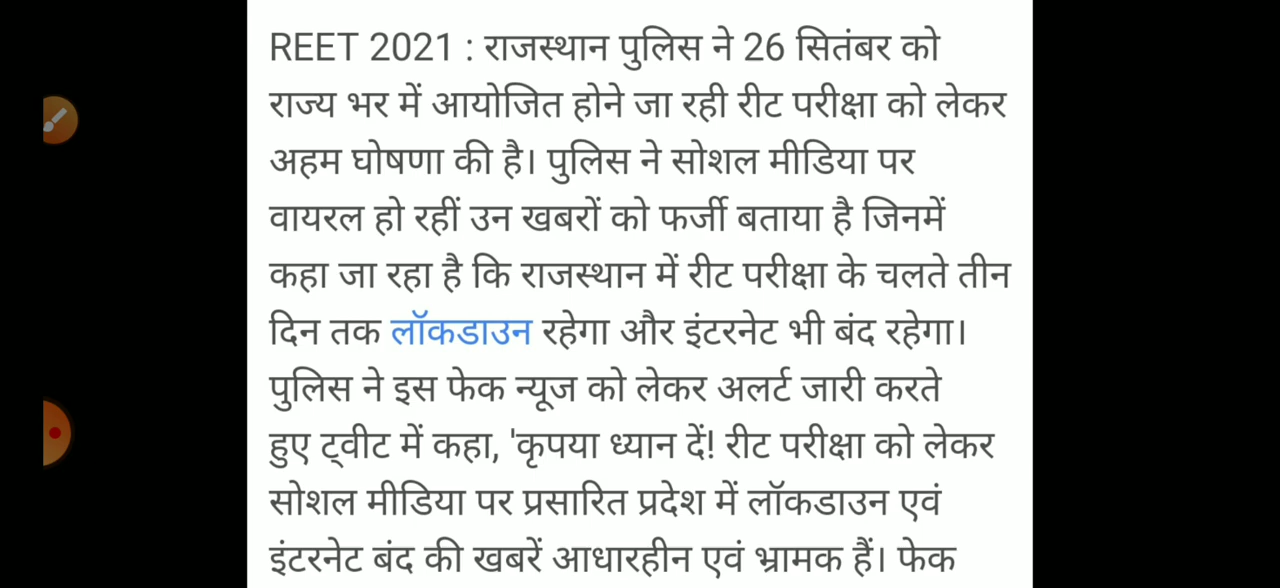 REET 2021 : राजस्थान पुलिस ने 26 सितंबर को
राज्य भर में आयोजित होने जा रही रीट परीक्षा को लेकर
अहम घोषणा की है। पुलिस ने सोशल मीडिया पर
वायरल हो रहीं उन खबरों को फर्जी बताया है जिनमें
कहा जा रहा है कि राजस्थान में रीट परीक्षा के चलते तीन
दिन तक लॉकडाउन रहेगा और इंटरनेट भी बंद रहेगा।
पुलिस ने इस फेक न्यूज को लेकर अलर्ट जारी करते
हुए ट्वीट में कहा, 'कृपया ध्यान दें! रीट परीक्षा को लेकर
सोशल मीडिया पर प्रसारित प्रदेश में लॉकडाउन एवं
इंटरनेट बंद की खबरें आधारहीन एवं भ्रामक हैं। फेक